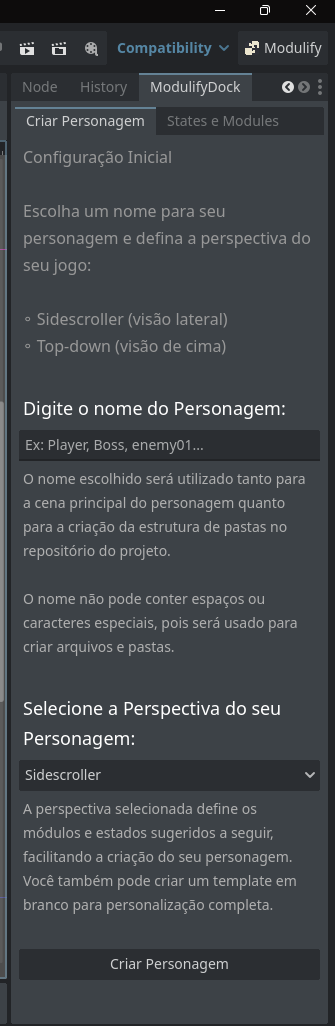 Compatibility
Modulify
Node
History
ModulifyDock
Criar Personagem
States e Modules
Configuração Inicial
Escolha um nome para seu
personagem e defina a perspectiva do
seu jogo:
◦ Sidescroller (visão lateral)
◦ Top-down (visão de cima)
Digite o nome do Personagem:
Ex: Player, Boss, enemy01...
O nome escolhido será utilizado tanto para
a cena principal do personagem quanto
para a criação da estrutura de pastas no
repositório do projeto.
O nome não pode conter espaços ou
caracteres especiais, pois será usado para
criar arquivos e pastas.
Selecione a Perspectiva do seu
Personagem:
Sidescroller
A perspectiva selecionada define os
módulos e estados sugeridos a seguir,
facilitando a criação do seu personagem.
Você também pode criar um template em
branco para personalização completa.
Criar Personagem